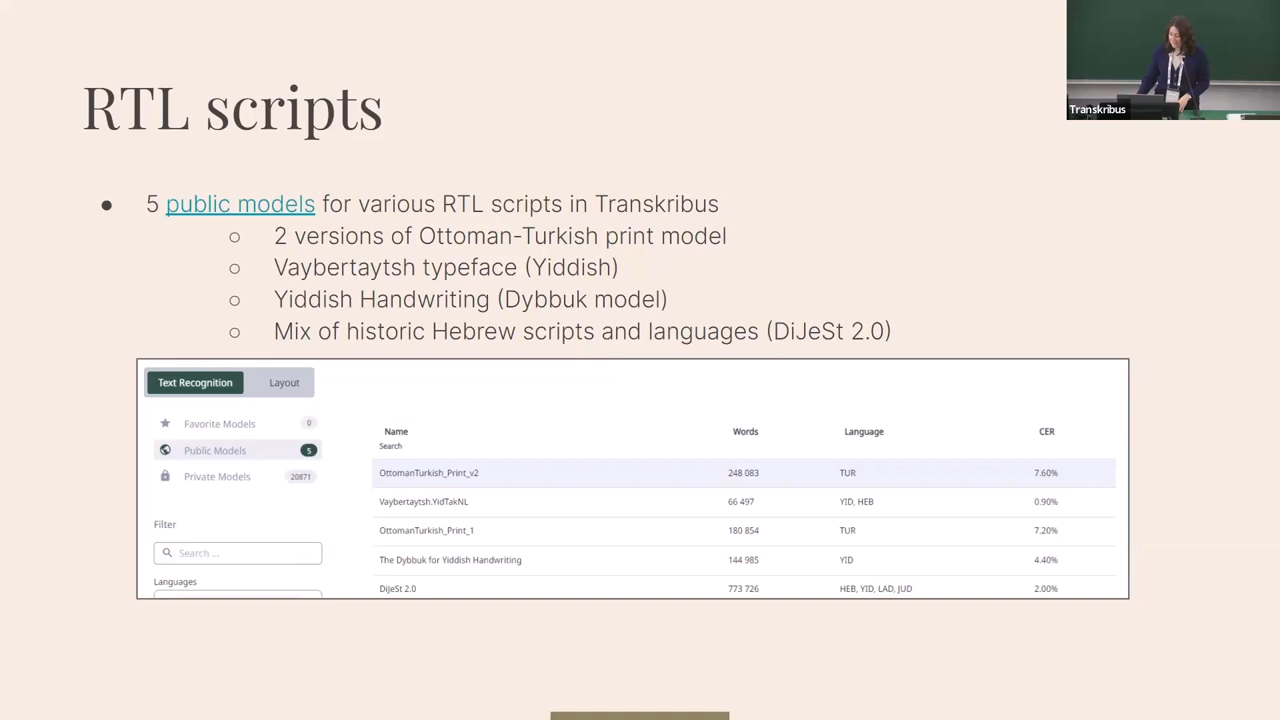 RTL scripts
Transkribus
● 5 public models for various RTL scripts in Transkribus
○ 2 versions of Ottoman-Turkish print model
○ Vaybertaytsh typeface (Yiddish)
○ Yiddish Handwriting (Dybbuk model)
○ Mix of historic Hebrew scripts and languages (DiJeSt 2.0)
Text Recognition Layout
Favorite Models 0
Public Models 5
Private Models 20871
Filter
Search ...
Languages
Name Words Language CER
Search
OttomanTurkish_Print_v2 248 083 TUR 7.60%
Vaybertaytsh.YidTakNL 66 497 YID, HEB 0.90%
OttomanTurkish_Print_1 180 854 TUR 7.20%
The Dybbuk for Yiddish Handwriting 144 985 YID 4.40%
DiJeSt 2.0 773 726 HEB, YID, LAD, JUD 2.00%